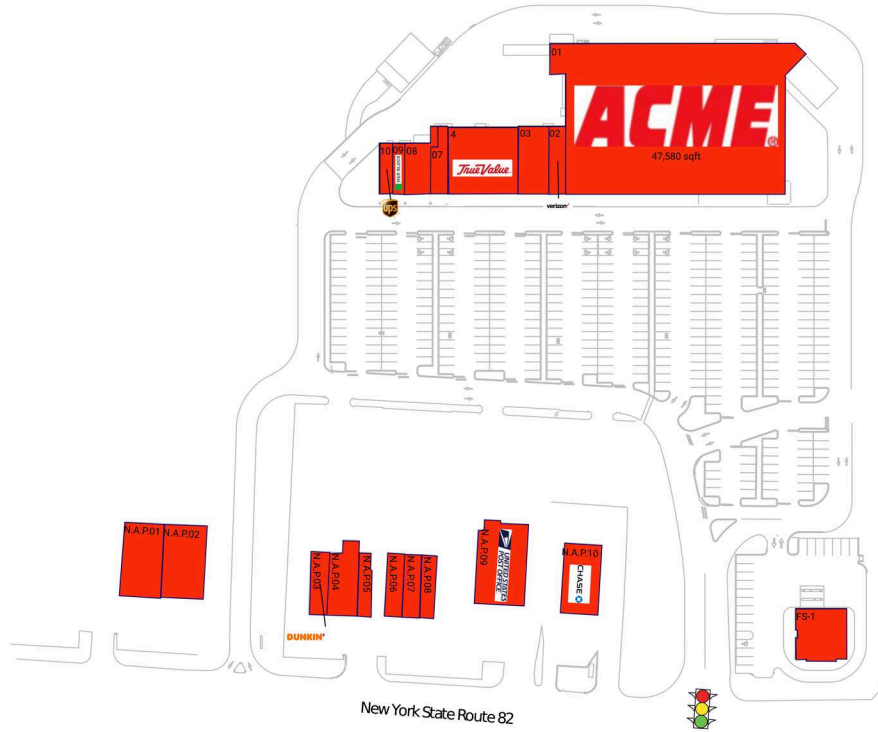 01
ACME
47,580 sqft
10
09
H&R BLOCK
08
07
4
True Value
03
02
ups
verizon
N.A.P.01
N.A.P.02
N.A.P.03
N.A.P.04
N.A.P.05
N.A.P.06
N.A.P.07
N.A.P.08
N.A.P.09
UNITED STATES
POST OFFICE
N.A.P.10
CHASE
FS-1
DUNKIN'
New York State Route 82